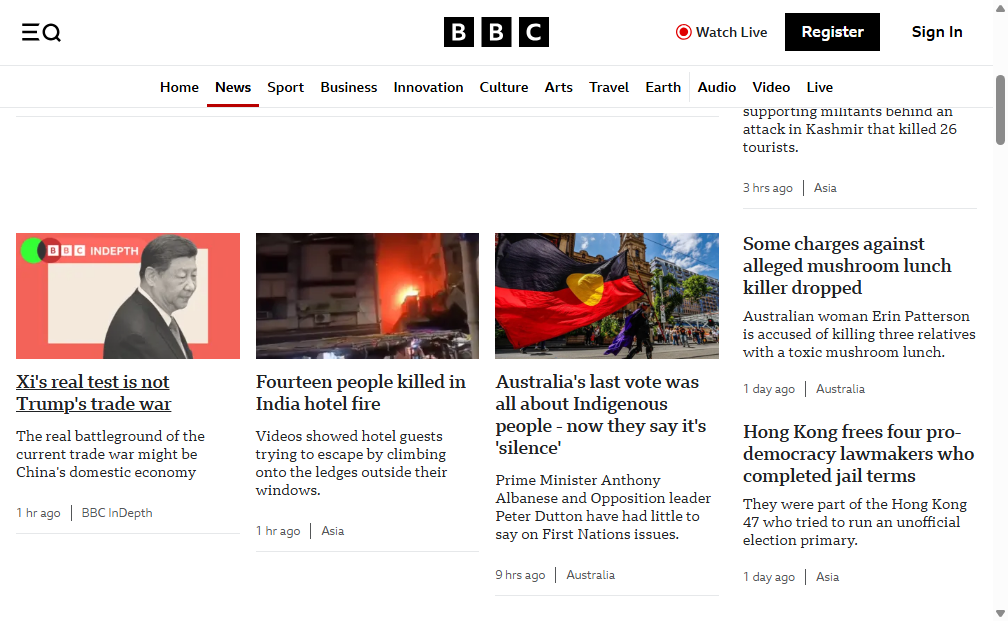 BBC
Watch Live
Register
Sign In
Home
News
Sport
Business
Innovation
Culture
Arts
Travel
Earth
Audio
Video
Live
supporting militants behind an
attack in Kashmir that killed 26
tourists.
3 hrs ago
Asia
BBC INDEPTH
Xi's real test is not
Trump's trade war
The real battleground of the
current trade war might be
China's domestic economy
1 hr ago
BBC InDepth
Fourteen people killed in
India hotel fire
Videos showed hotel guests
trying to escape by climbing
onto the ledges outside their
windows.
1 hr ago
Asia
Australia's last vote was
all about Indigenous
people - now they say it's
'silence'
Prime Minister Anthony
Albanese and Opposition leader
Peter Dutton have had little to
say on First Nations issues.
9 hrs ago
Australia
Some charges against
alleged mushroom lunch
killer dropped
Australian woman Erin Patterson
is accused of killing three relatives
with a toxic mushroom lunch.
1 day ago
Australia
Hong Kong frees four pro-
democracy lawmakers who
completed jail terms
They were part of the Hong Kong
47 who tried to run an unofficial
election primary.
1 day ago
Asia